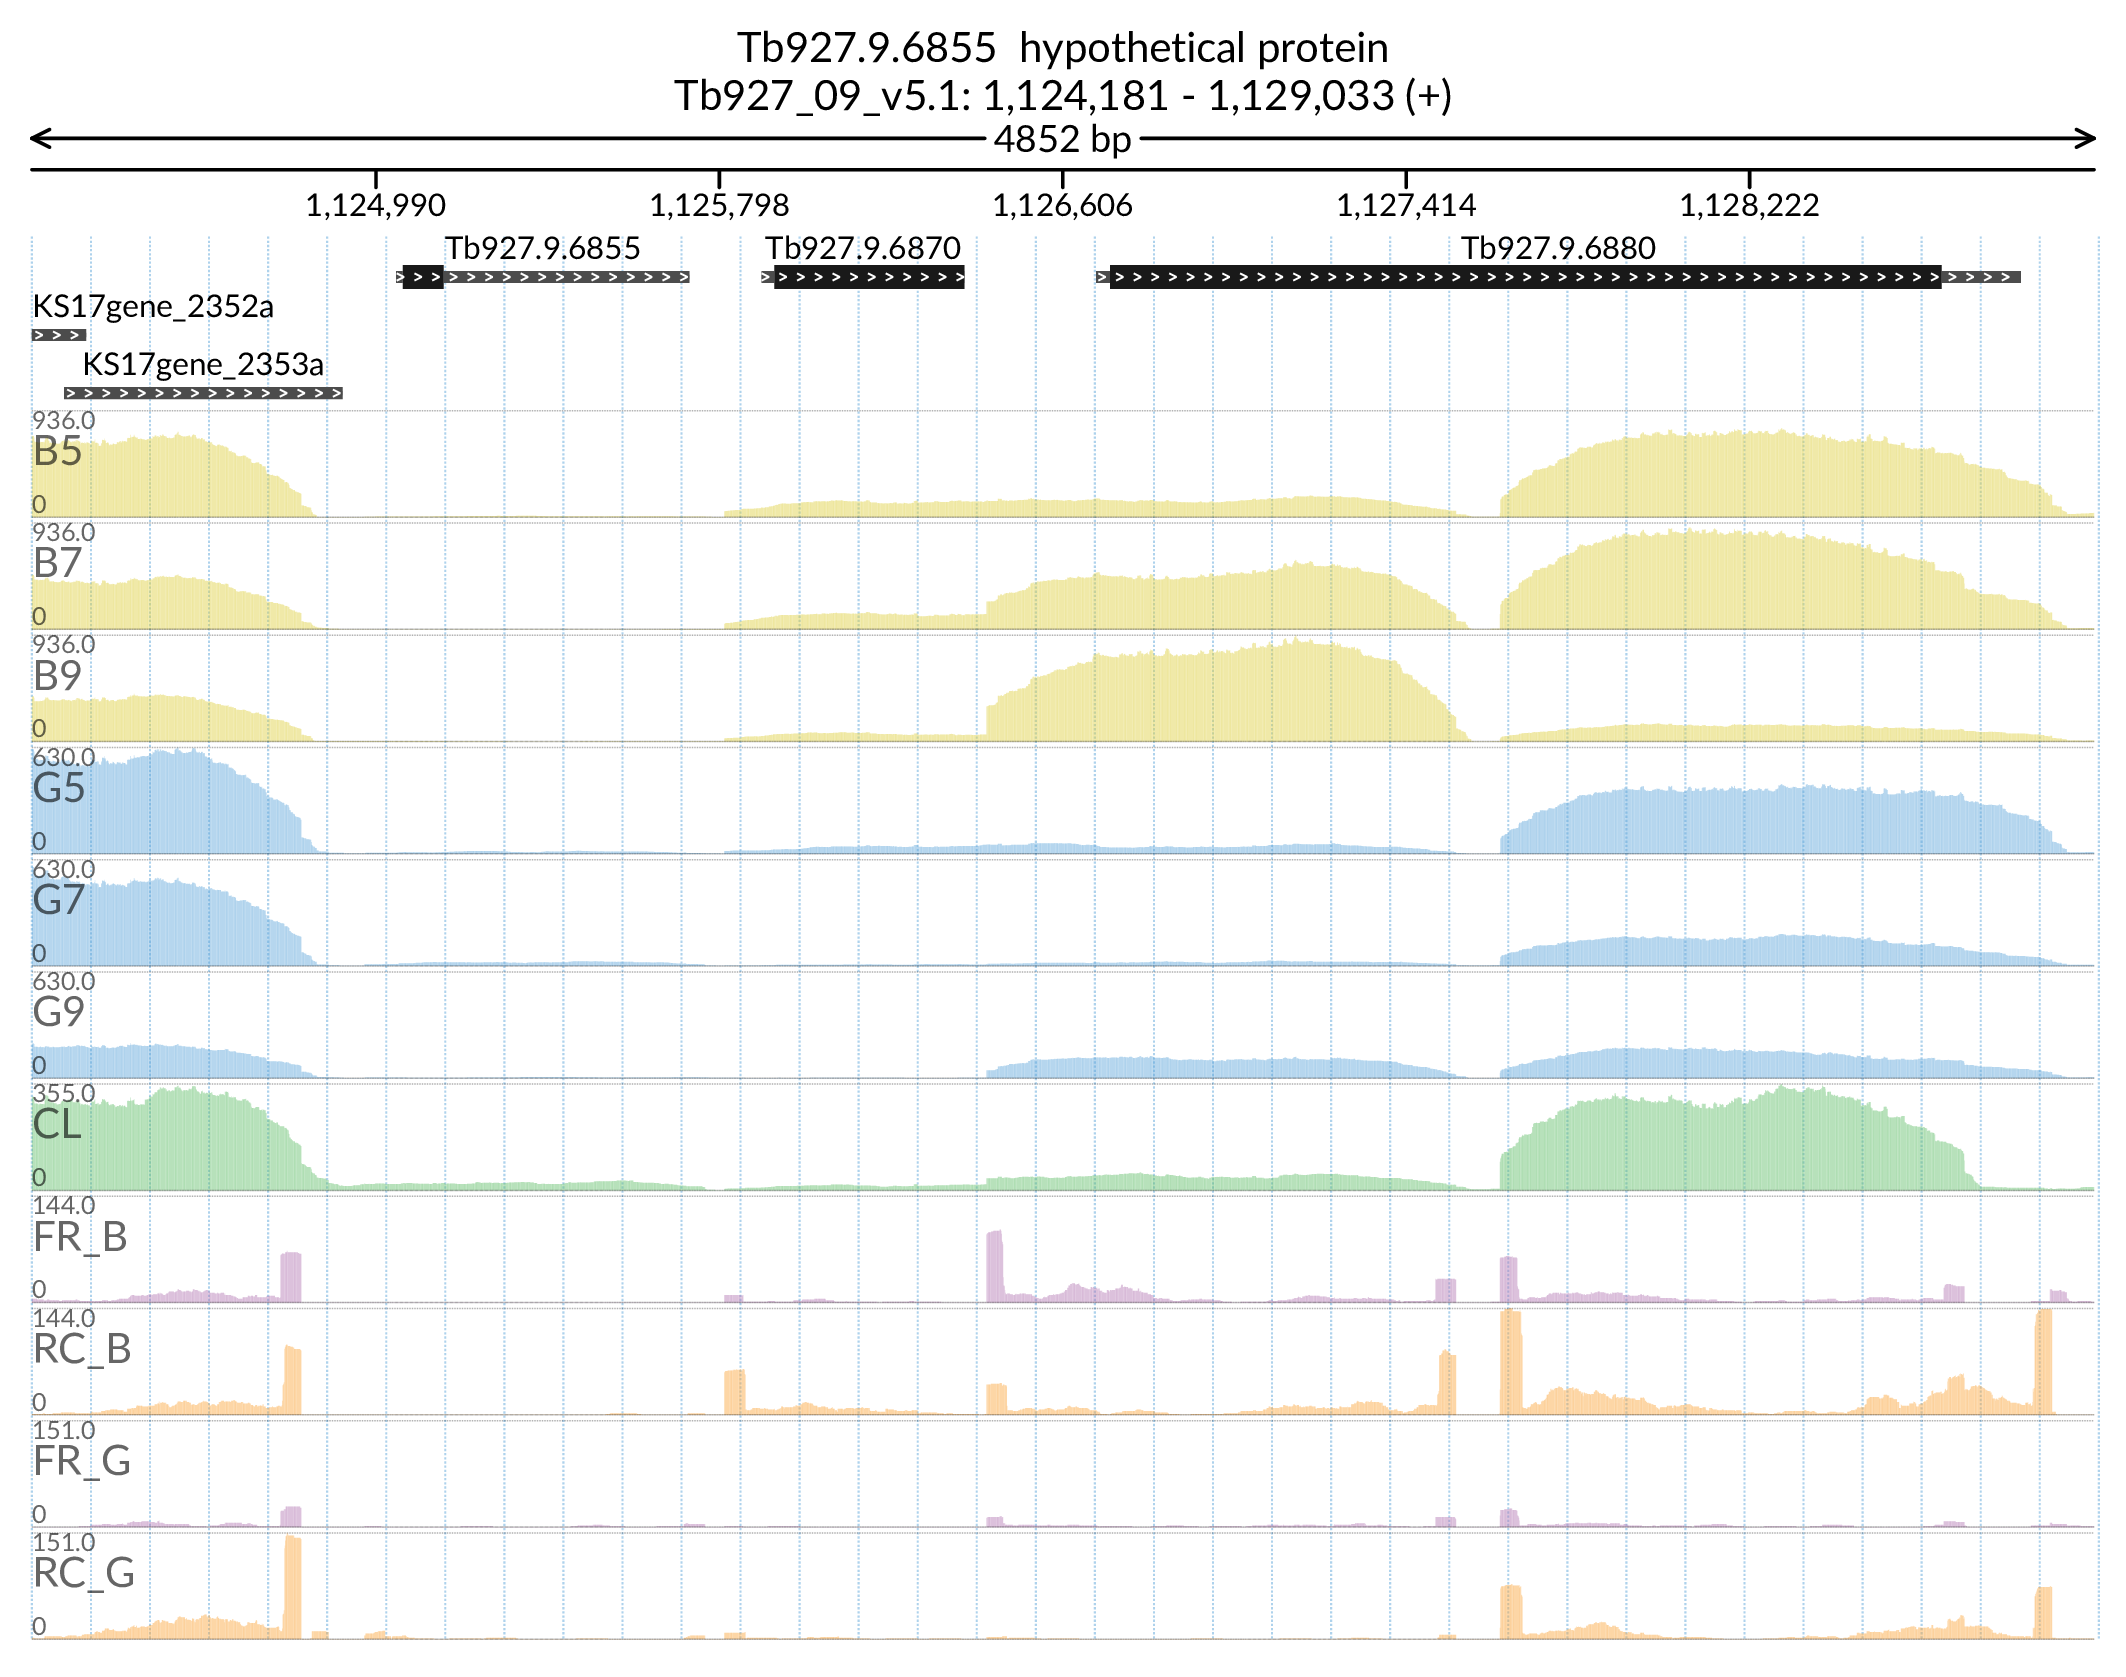 Tb927.9.6855  hypothetical protein
Tb927_09_v5.1: 1,124,181 - 1,129,033 (+)
4852 bp
1,124,990 1,125,798 1,126,606 1,127,414 1,128,222
Tb927.9.6855 Tb927.9.6870 Tb927.9.6880
KS17gene_2352a
KS17gene_2353a
936.0
B5
0
936.0
B7
0
936.0
B9
0
630.0
G5
0
630.0
G7
0
630.0
G9
0
355.0
CL
0
144.0
FR_B
0
144.0
RC_B
0
151.0
FR_G
0
151.0
RC_G
0